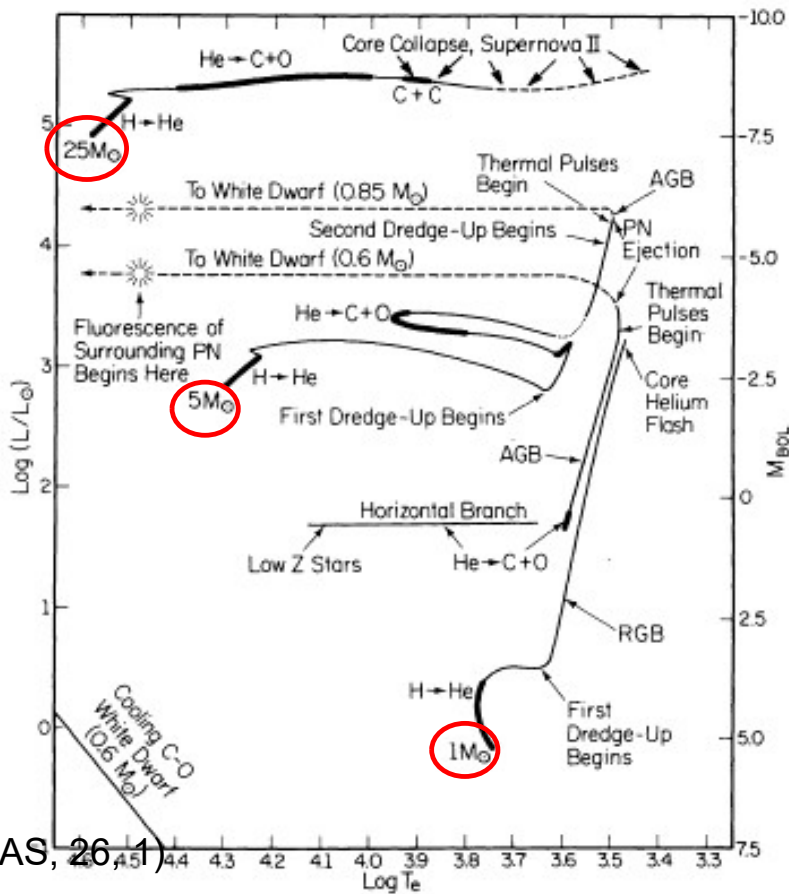 -10.0
Core Collapse, Supernova II
He→C+O
C+C
5
H→He
25M⊙
-7.5
Thermal Pulses
Begin
AGB
To White Dwarf (0.85 M⊙)
Second Dredge-Up Begins
PN
Ejection
4
-5.0
To White Dwarf (0.6 M⊙)
He→C+O
Thermal
Pulses
Begin
Fluorescence of
Surrounding PN
Begins Here
3
H→He
Core
Helium
Flash
-2.5
5M⊙
First Dredge-Up Begins
Log (L/L⊙)
MBOL
AGB
2
0
Horizontal Branch
Low Z Stars
He→C+O
1
2.5
RGB
H→He
First
Dredge-Up
Begins
0
1M⊙
5.0
Cooling C-O
White Dwarf
(0.6 M⊙)
7.5
AS, 26, 1)
4.6 4.5 4.4 4.3 4.2 4.1 4.0 3.9 3.8 3.7 3.6 3.5 3.4 3.3
Log Te